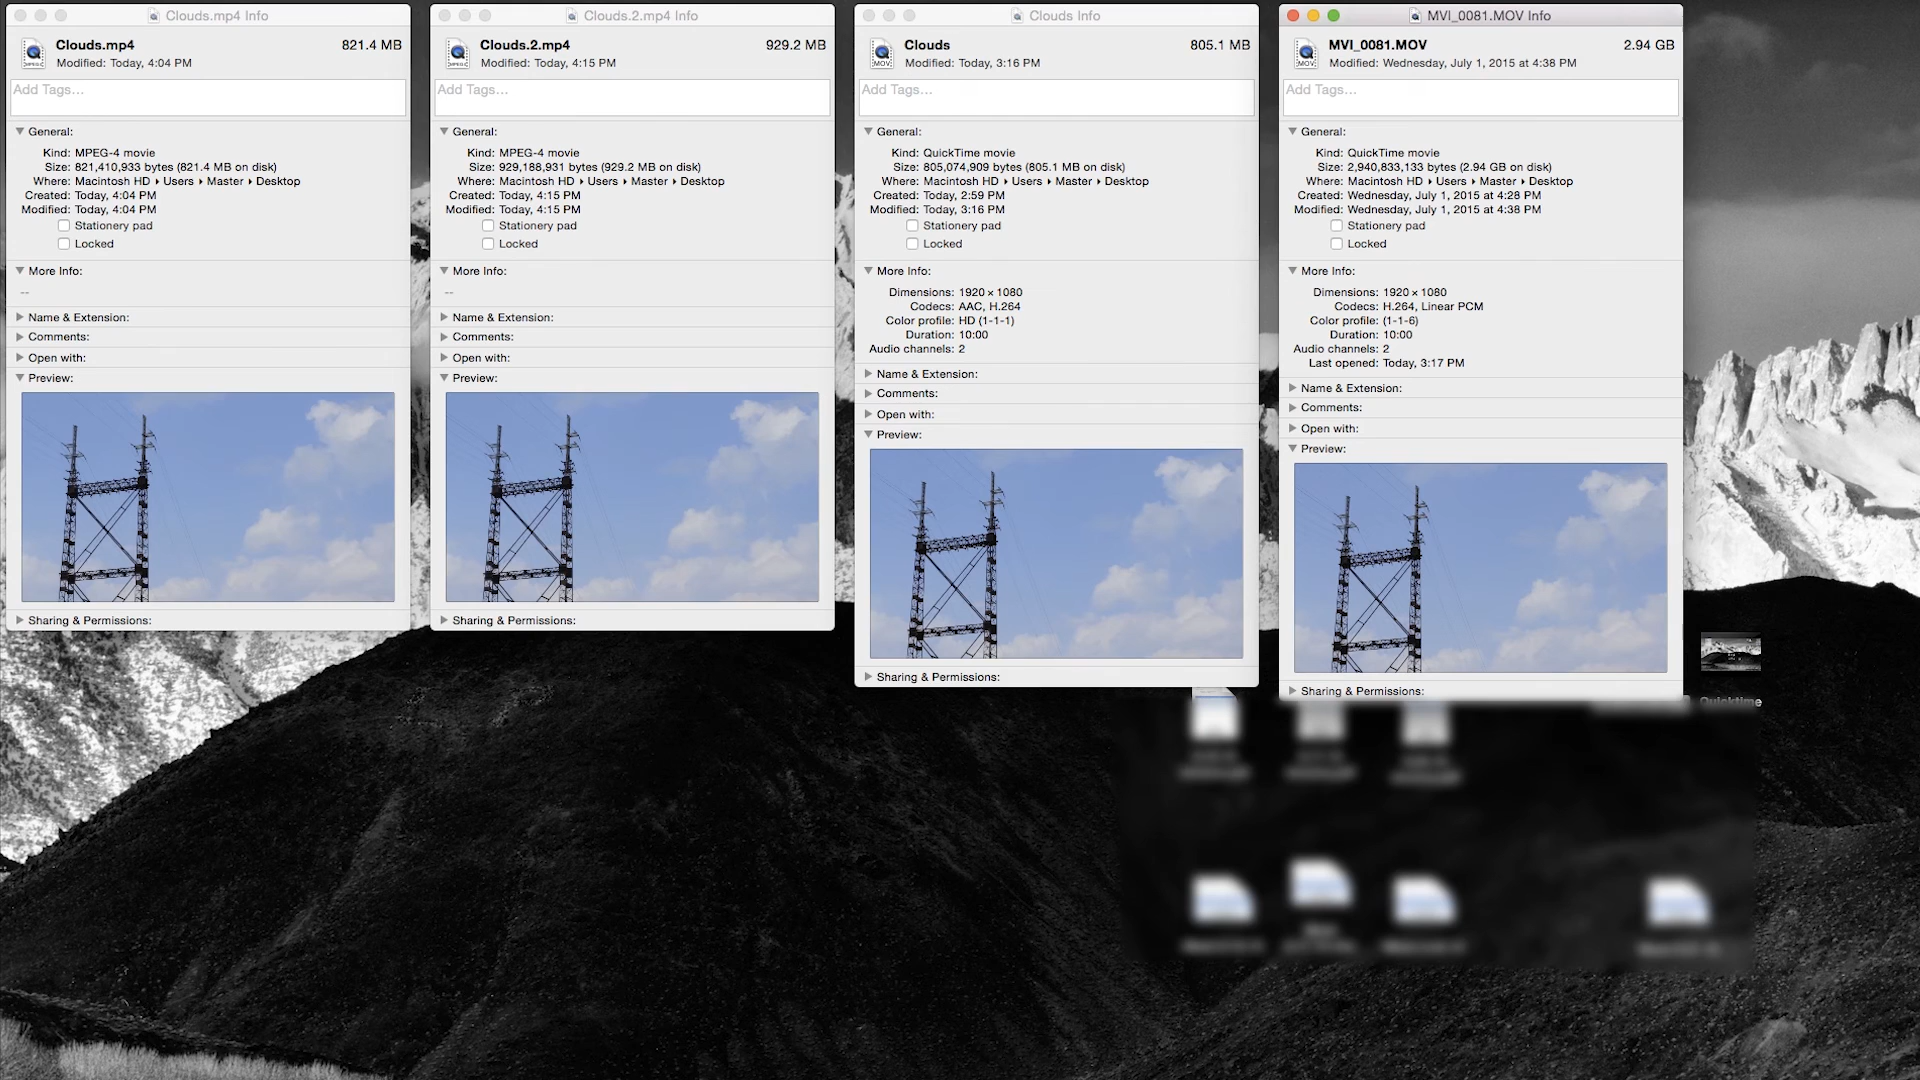 Clouds.mp4 Info
Clouds.mp4 821.4 MB
Modified: Today, 4:04 PM
Add Tags…
General:
Kind: MPEG-4 movie
Size: 821,410,933 bytes (821.4 MB on disk)
Where: Macintosh HD ▸ Users ▸ Master ▸ Desktop
Created: Today, 4:04 PM
Modified: Today, 4:04 PM
Stationery pad
Locked
More Info:
--
Name & Extension:
Comments:
Open with:
Preview:
Sharing & Permissions:
Clouds.2.mp4 Info
Clouds.2.mp4 929.2 MB
Modified: Today, 4:15 PM
Add Tags…
General:
Kind: MPEG-4 movie
Size: 929,188,931 bytes (929.2 MB on disk)
Where: Macintosh HD ▸ Users ▸ Master ▸ Desktop
Created: Today, 4:15 PM
Modified: Today, 4:15 PM
Stationery pad
Locked
More Info:
--
Name & Extension:
Comments:
Open with:
Preview:
Sharing & Permissions:
Clouds Info
Clouds 805.1 MB
Modified: Today, 3:16 PM
Add Tags…
General:
Kind: QuickTime movie
Size: 805,074,909 bytes (805.1 MB on disk)
Where: Macintosh HD ▸ Users ▸ Master ▸ Desktop
Created: Today, 2:59 PM
Modified: Today, 3:16 PM
Stationery pad
Locked
More Info:
Dimensions: 1920 × 1080
Codecs: AAC, H.264
Color profile: HD (1-1-1)
Duration: 10:00
Audio channels: 2
Name & Extension:
Comments:
Open with:
Preview:
Sharing & Permissions:
MVI_0081.MOV Info
MVI_0081.MOV 2.94 GB
Modified: Wednesday, July 1, 2015 at 4:38 PM
Add Tags…
General:
Kind: QuickTime movie
Size: 2,940,833,133 bytes (2.94 GB on disk)
Where: Macintosh HD ▸ Users ▸ Master ▸ Desktop
Created: Wednesday, July 1, 2015 at 4:28 PM
Modified: Wednesday, July 1, 2015 at 4:38 PM
Stationery pad
Locked
More Info:
Dimensions: 1920 × 1080
Codecs: H.264, Linear PCM
Color profile: (1-1-6)
Duration: 10:00
Audio channels: 2
Last opened: Today, 3:17 PM
Name & Extension:
Comments:
Open with:
Preview:
Sharing & Permissions:
Quicktime